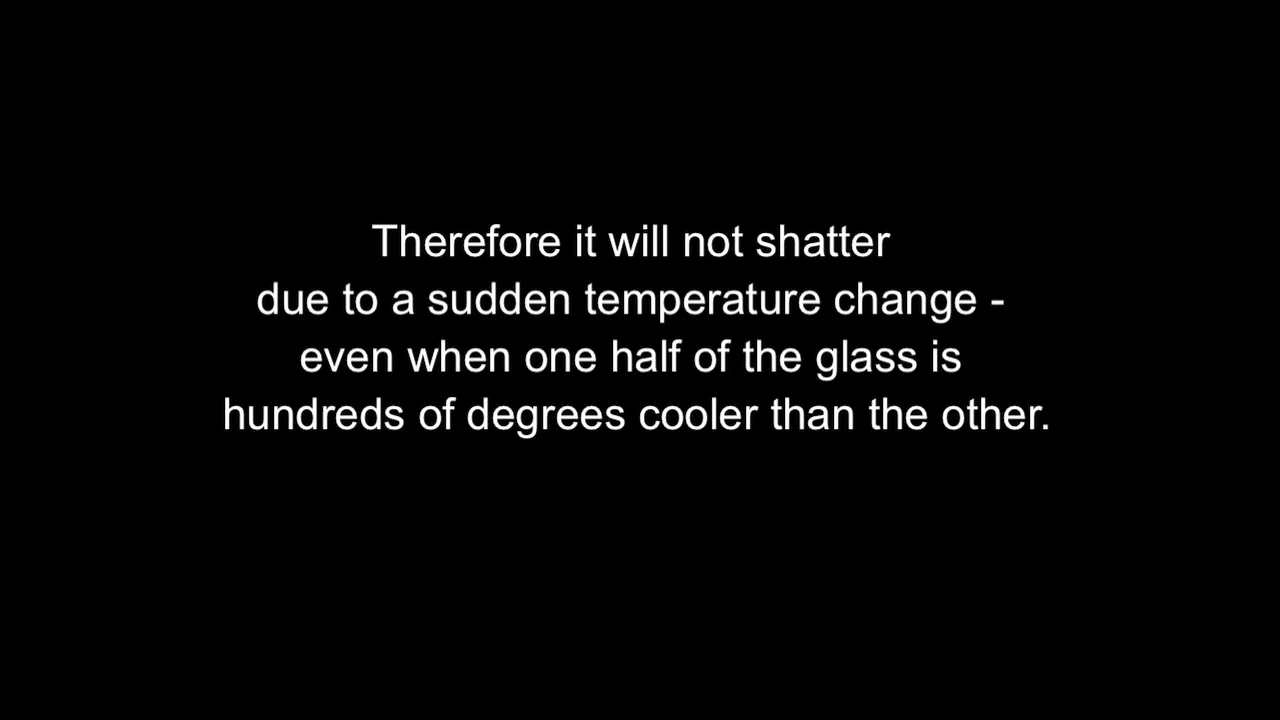 Therefore it will not shatter
due to a sudden temperature change -
even when one half of the glass is
hundreds of degrees cooler than the other.